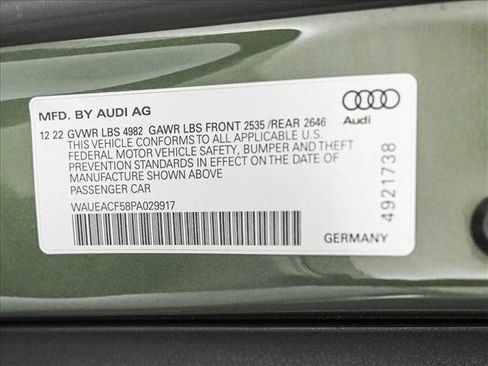 MFD. BY AUDI AG
Audi
12 22 GVWR LBS 4982 GAWR LBS FRONT 2535 /REAR 2646
THIS VEHICLE CONFORMS TO ALL APPLICABLE U.S.
FEDERAL MOTOR VEHICLE SAFETY, BUMPER AND THEFT
PREVENTION STANDARDS IN EFFECT ON THE DATE OF
MANUFACTURE SHOWN ABOVE
PASSENGER CAR
WAUEACF58PA029917
4921738
GERMANY